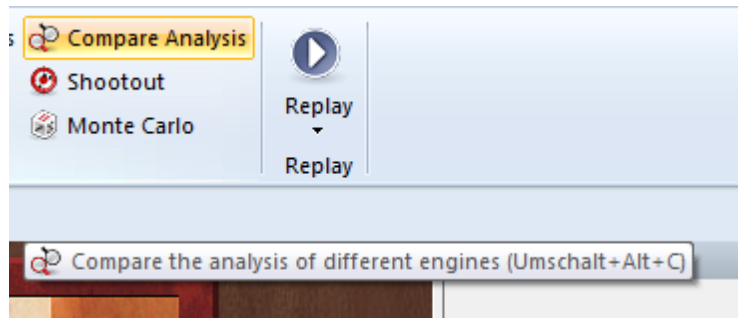 s Compare Analysis
Shootout
Monte Carlo
Replay
Replay
Compare the analysis of different engines (Umschalt+Alt+C)